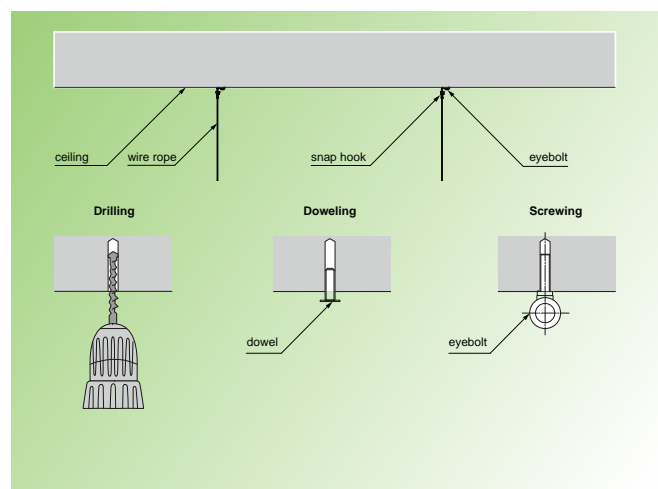 ceiling wire rope snap hook eyebolt
Drilling Doweling Screwing
dowel eyebolt